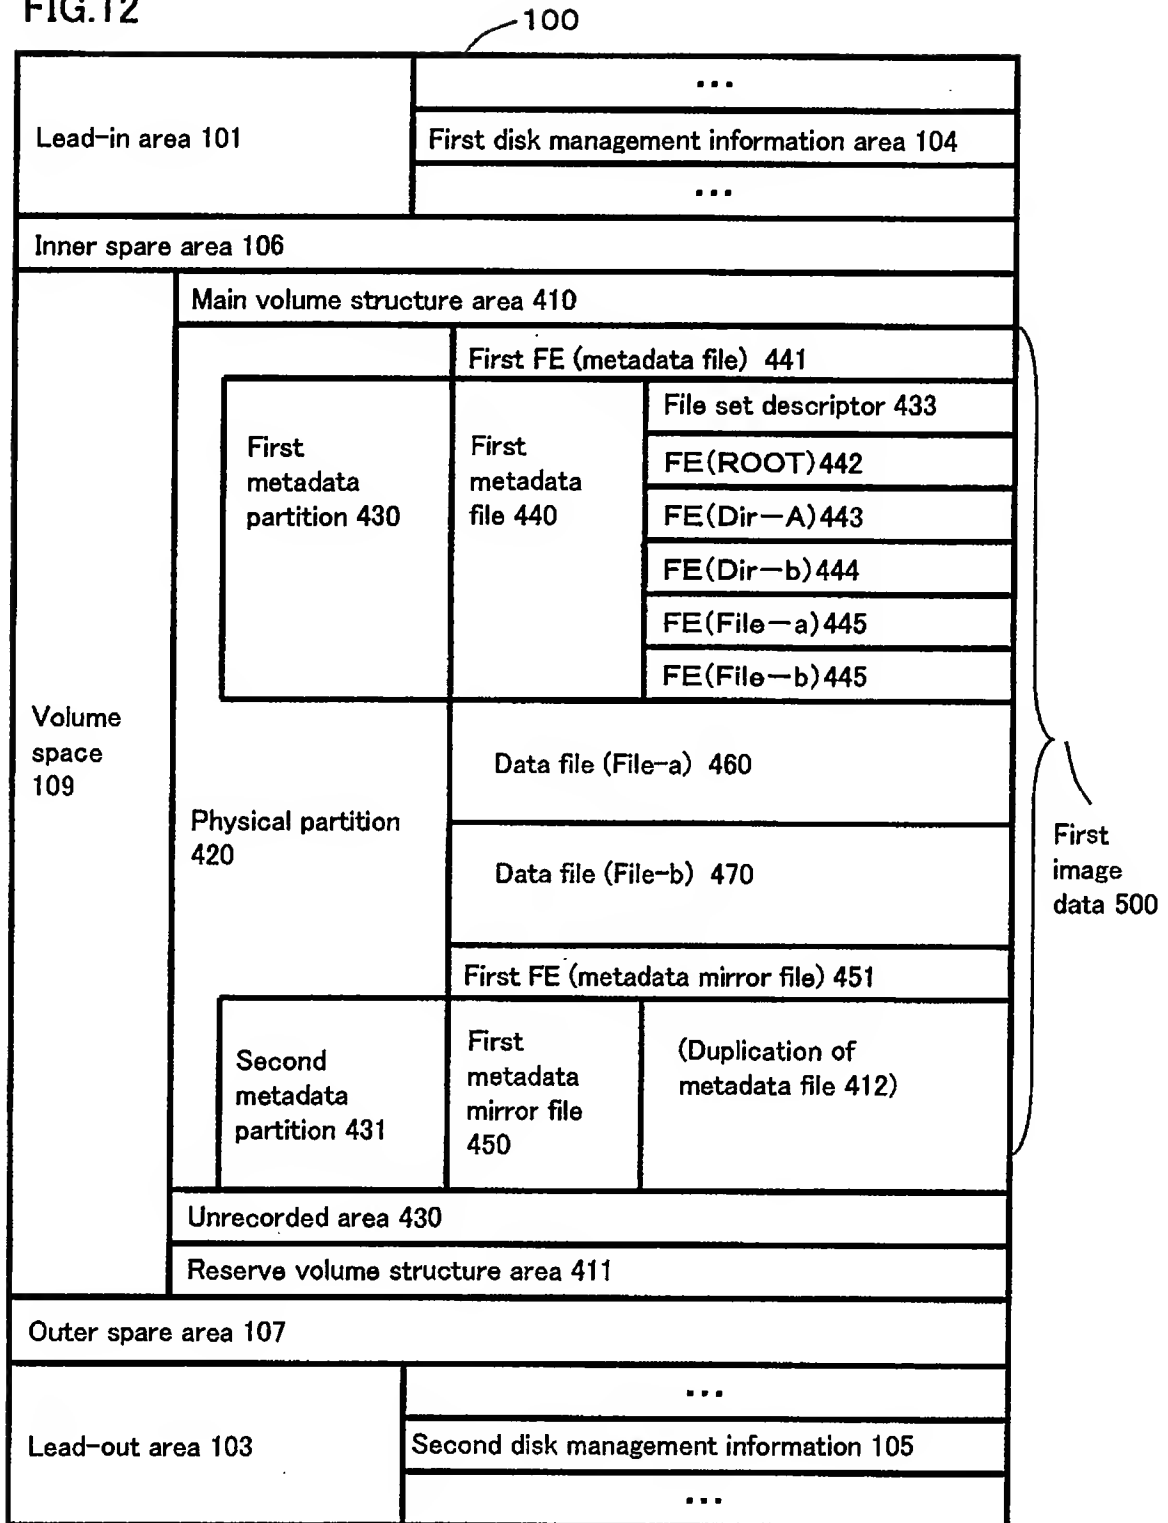 FIG.12
100
...
Lead-in area 101
First disk management information area 104
...
Inner spare area 106
Main volume structure area 410
First FE (metadata file) 441
File set descriptor 433
First
metadata
partition 430
First
metadata
file 440
FE(ROOT)442
FE(Dir-A)443
FE(Dir-b)444
FE(File-a)445
FE(File-b)445
Volume
space
109
Data file (File-a) 460
Physical partition
420
Data file (File-b) 470
First
image
data 500
First FE (metadata mirror file) 451
Second
metadata
partition 431
First
metadata
mirror file
450
(Duplication of
metadata file 412)
Unrecorded area 430
Reserve volume structure area 411
Outer spare area 107
...
Lead-out area 103
Second disk management information 105
...